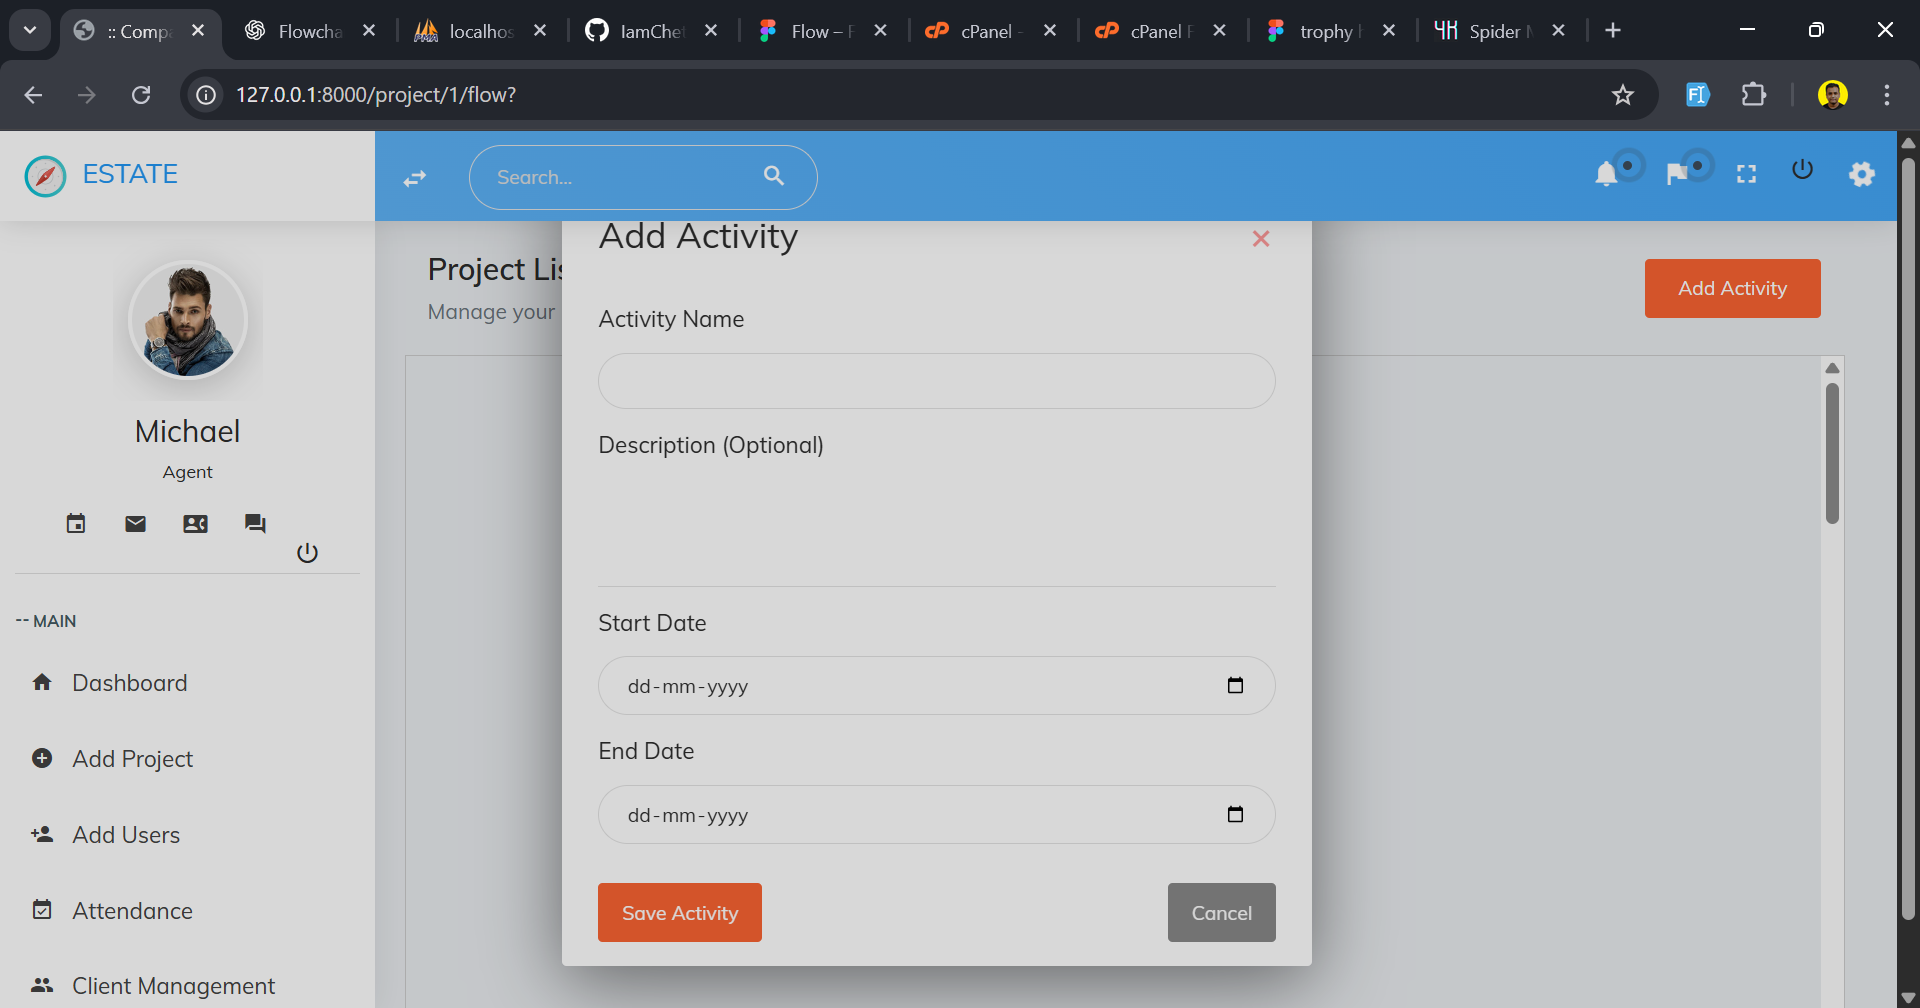 :: Comp
Flowcha
localhos
IamChe
Flow – F
cPanel -
cPanel F
trophy h
Spider M
127.0.0.1:8000/project/1/flow?
ESTATE
Search...
Add Activity
Project Lis
Manage your
Add Activity
Activity Name
Description (Optional)
Start Date
dd-mm-yyyy
End Date
dd-mm-yyyy
Save Activity
Cancel
Michael
Agent
-- MAIN
Dashboard
Add Project
Add Users
Attendance
Client Management